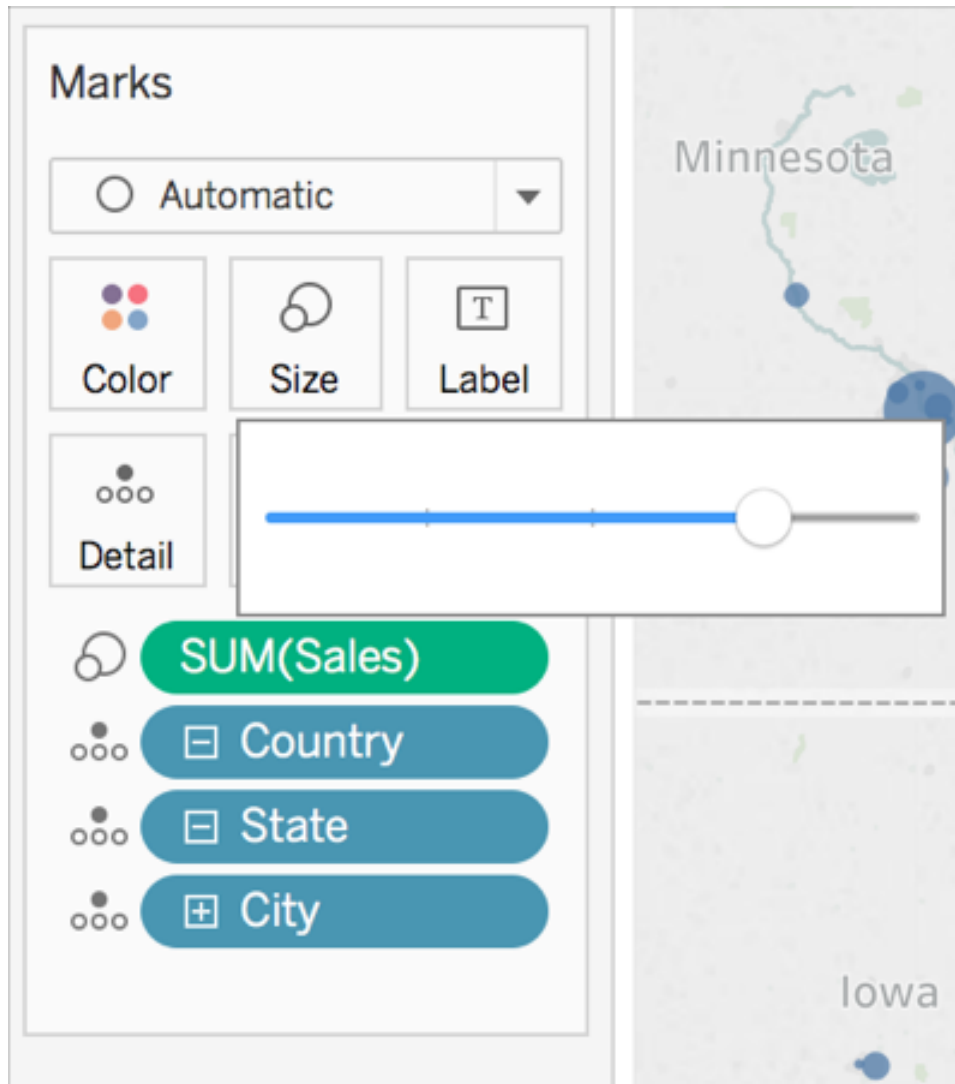 Marks
Automatic
Color
Size
Label
T
Detail
SUM(Sales)
Country
State
City
Minnesota
Iowa